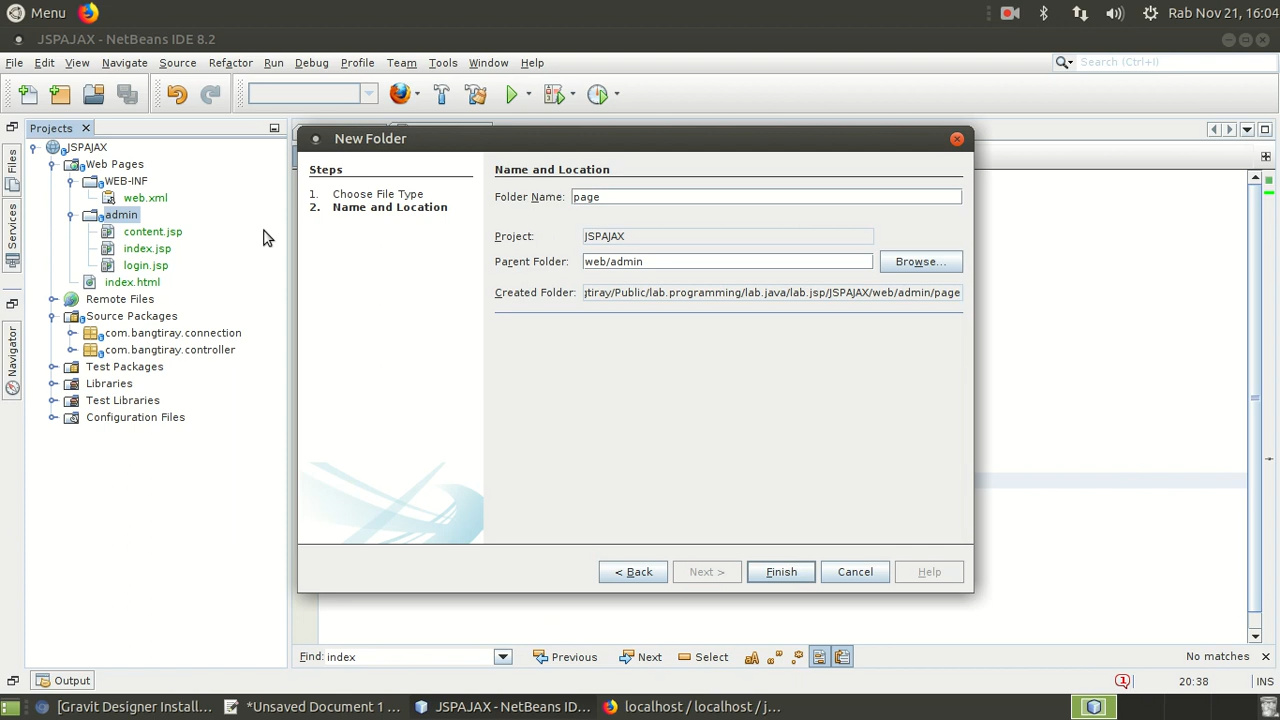 Menu
Rab Nov 21, 16:04
JSPAJAX - NetBeans IDE 8.2
File Edit View Navigate Source Refactor Run Debug Profile Team Tools Window Help
Search (Ctrl+I)
Projects
Files
Services
Navigator
JSPAJAX
Web Pages
WEB-INF
web.xml
admin
content.jsp
index.jsp
login.jsp
index.html
Remote Files
Source Packages
com.bangtiray.connection
com.bangtiray.controller
Test Packages
Libraries
Test Libraries
Configuration Files
New Folder
Steps
1. Choose File Type
2. Name and Location
Name and Location
Folder Name: page
Project: JSPAJAX
Parent Folder: web/admin
Browse...
Created Folder: gtiray/Public/lab.programming/lab.java/lab.jsp/JSPAJAX/web/admin/page
< Back Next > Finish Cancel Help
Find: index
Previous Next Select
No matches
Output
1
20:38
INS
[Gravit Designer Install...
*Unsaved Document 1 ...
JSPAJAX - NetBeans ID...
localhost / localhost / j...